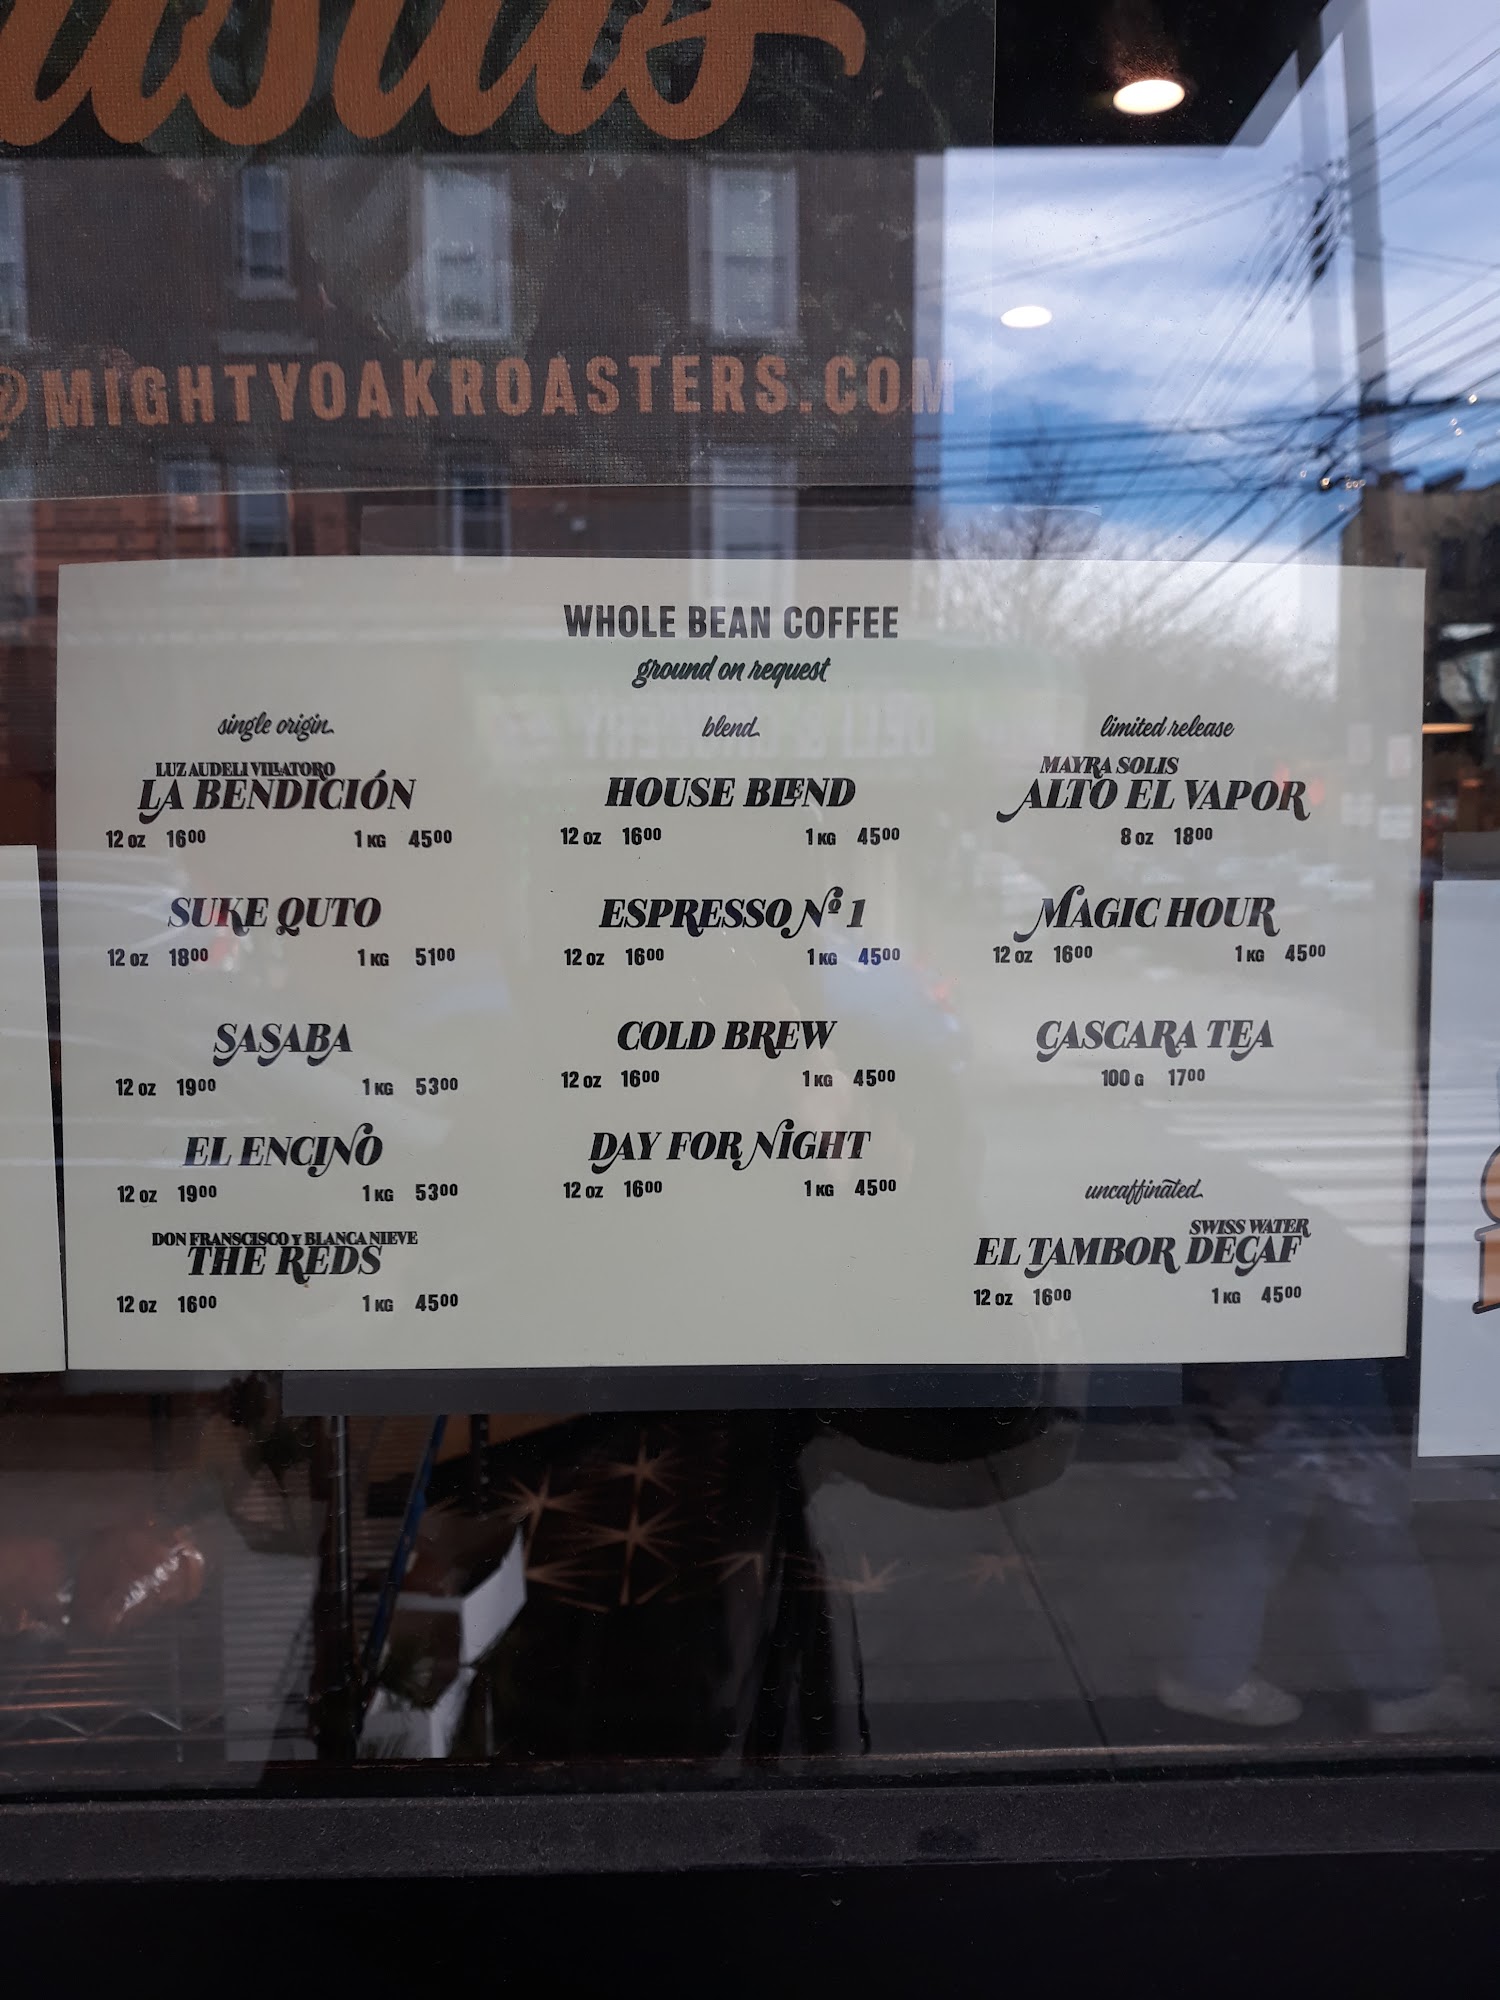 @MIGHTYOAKROASTERS.COM
WHOLE BEAN COFFEE
ground on request
single origin
LUZ AUDELI VILLATORO
LA BENDICIÓN
12 OZ 1600 1 KG 4500
SUKE QUTO
12 OZ 1800 1 KG 5100
SASABA
12 OZ 1900 1 KG 5300
EL ENCINO
12 OZ 1900 1 KG 5300
DON FRANSCISCO Y BLANCA NIEVE
THE REDS
12 OZ 1600 1 KG 4500
blend
HOUSE BLEND
12 OZ 1600 1 KG 4500
ESPRESSO Nº 1
12 OZ 1600 1 KG 4500
COLD BREW
12 OZ 1600 1 KG 4500
DAY FOR NIGHT
12 OZ 1600 1 KG 4500
limited release
MAYRA SOLIS
ALTO EL VAPOR
8 OZ 1800
MAGIC HOUR
12 OZ 1600 1 KG 4500
CASCARA TEA
100 G 1700
uncaffinated
SWISS WATER
EL TAMBOR DECAF
12 OZ 1600 1 KG 4500
DELI & GROCERY